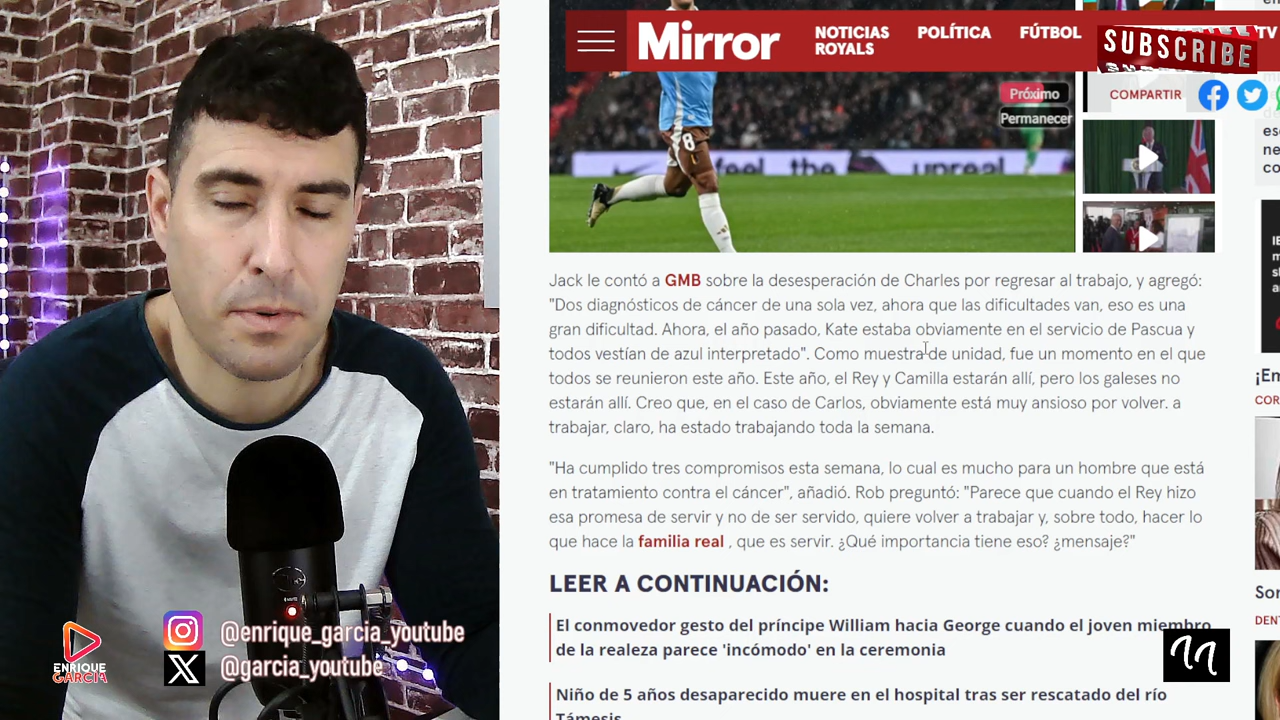 Mirror
NOTICIAS
ROYALS
POLÍTICA
FÚTBOL
SUBSCRIBE
TV
Próximo
Permanecer
COMPARTIR
8
feel the unreal
Jack le contó a GMB sobre la desesperación de Charles por regresar al trabajo, y agregó:
"Dos diagnósticos de cáncer de una sola vez, ahora que las dificultades van, eso es una
gran dificultad. Ahora, el año pasado, Kate estaba obviamente en el servicio de Pascua y
todos vestían de azul interpretado". Como muestra de unidad, fue un momento en el que
todos se reunieron este año. Este año, el Rey y Camilla estarán allí, pero los galeses no
estarán allí. Creo que, en el caso de Carlos, obviamente está muy ansioso por volver. a
trabajar, claro, ha estado trabajando toda la semana.
"Ha cumplido tres compromisos esta semana, lo cual es mucho para un hombre que está
en tratamiento contra el cáncer", añadió. Rob preguntó: "Parece que cuando el Rey hizo
esa promesa de servir y no de ser servido, quiere volver a trabajar y, sobre todo, hacer lo
que hace la familia real , que es servir. ¿Qué importancia tiene eso? ¿mensaje?"
LEER A CONTINUACIÓN:
El conmovedor gesto del príncipe William hacia George cuando el joven miembro
de la realeza parece 'incómodo' en la ceremonia
Niño de 5 años desaparecido muere en el hospital tras ser rescatado del río
Támesis
ENRIQUE
GARCIA
@enrique_garcia_youtube
@garcia_youtube